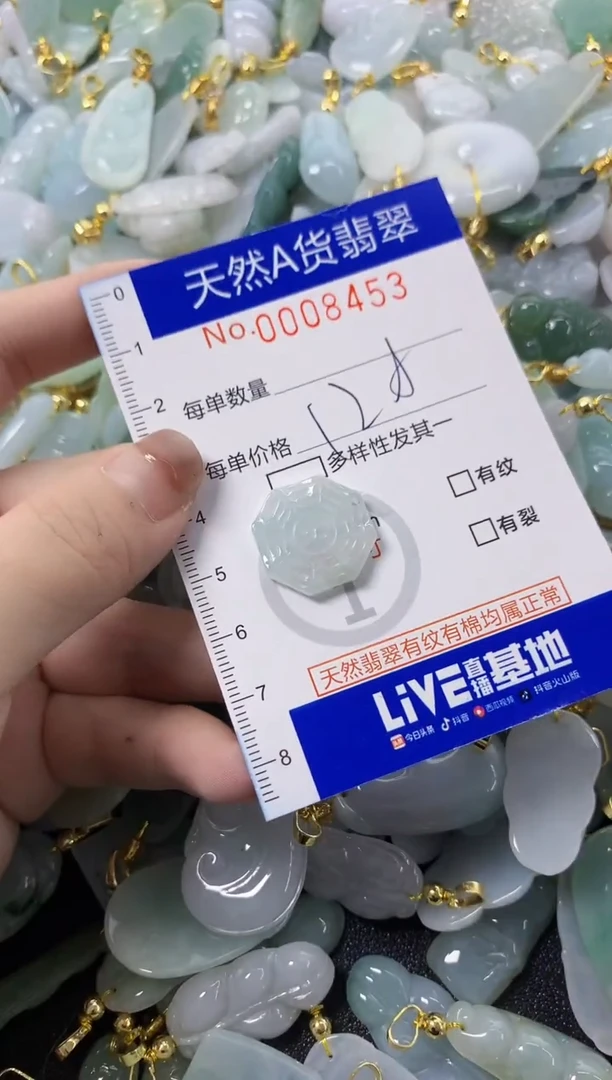 天然A货翡翠
No.0008453
0
1
2
每单数量
每单价格 128
多样性发其一
4
有纹
5
有裂
6
天然翡翠有纹有棉均属正常
7
LiVE直播基地
8
今日头条 抖音 西瓜视频 抖音火山版